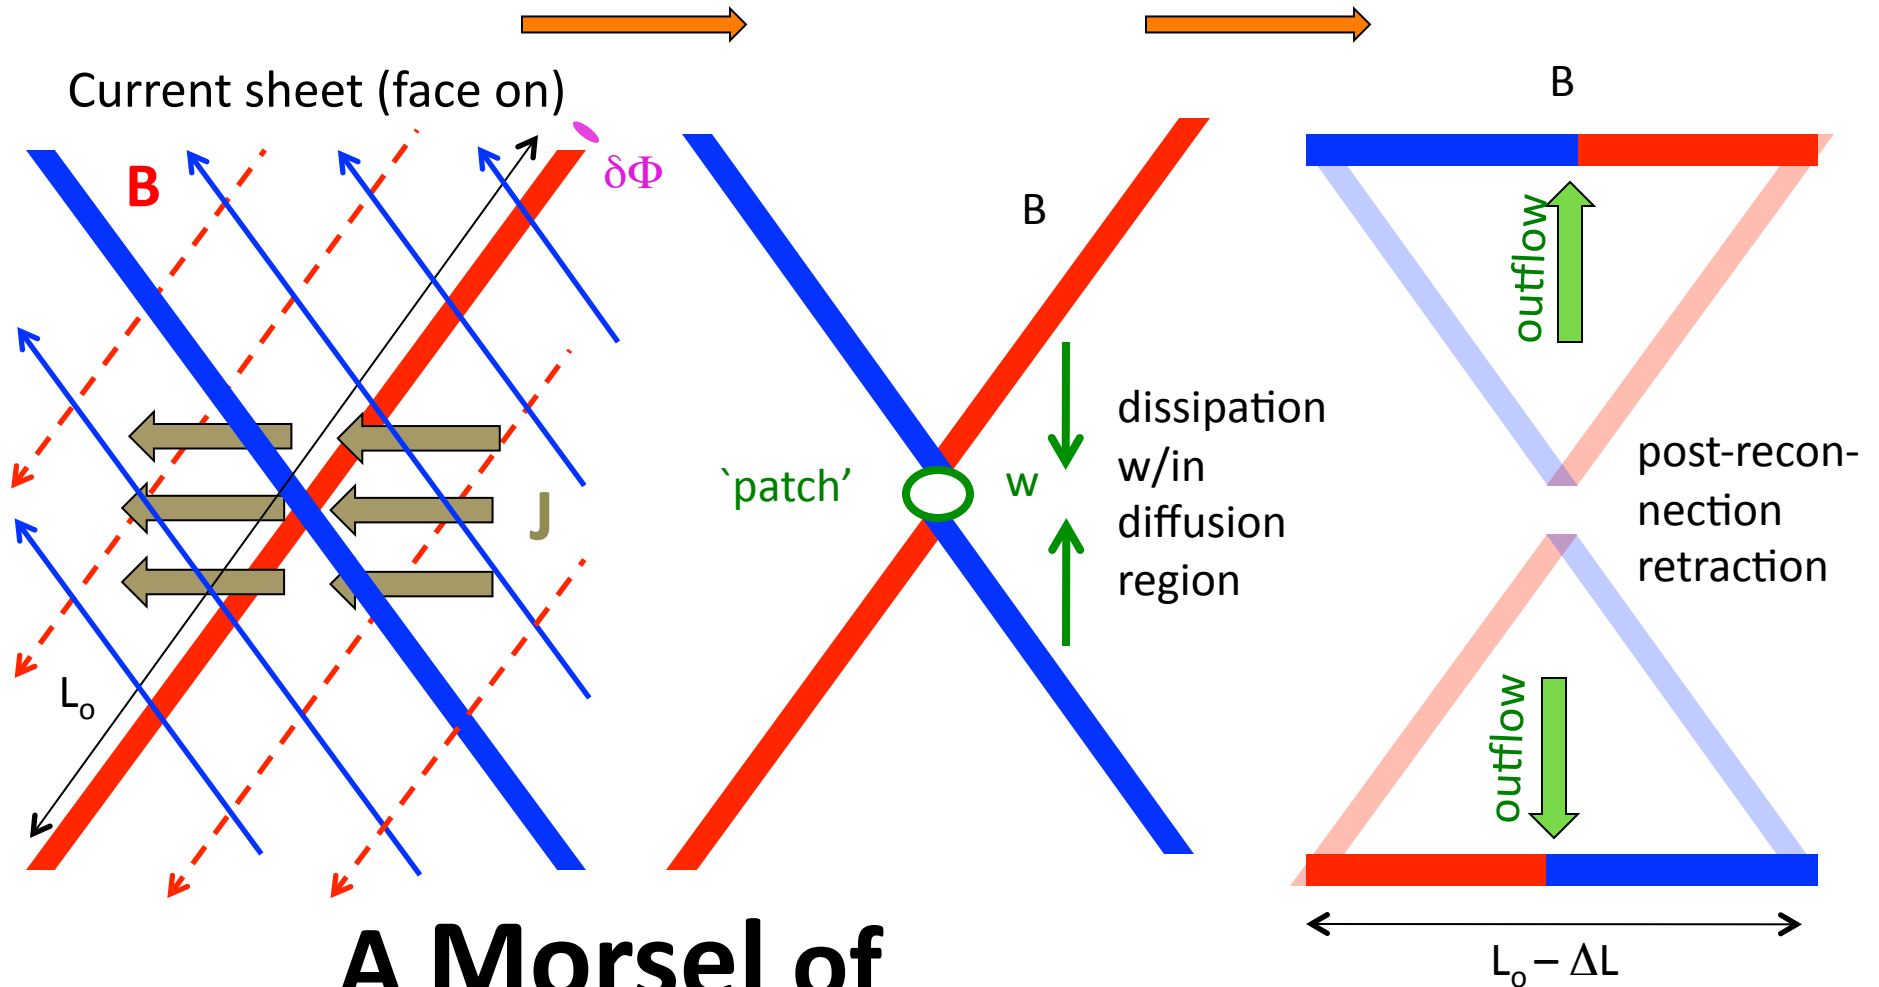 Current sheet (face on)
B
δΦ
J
Lo
B
`patch’
w
dissipation
w/in
diffusion
region
B
outflow
post-recon-
nection
retraction
outflow
Lo – ΔL
A Morsel of